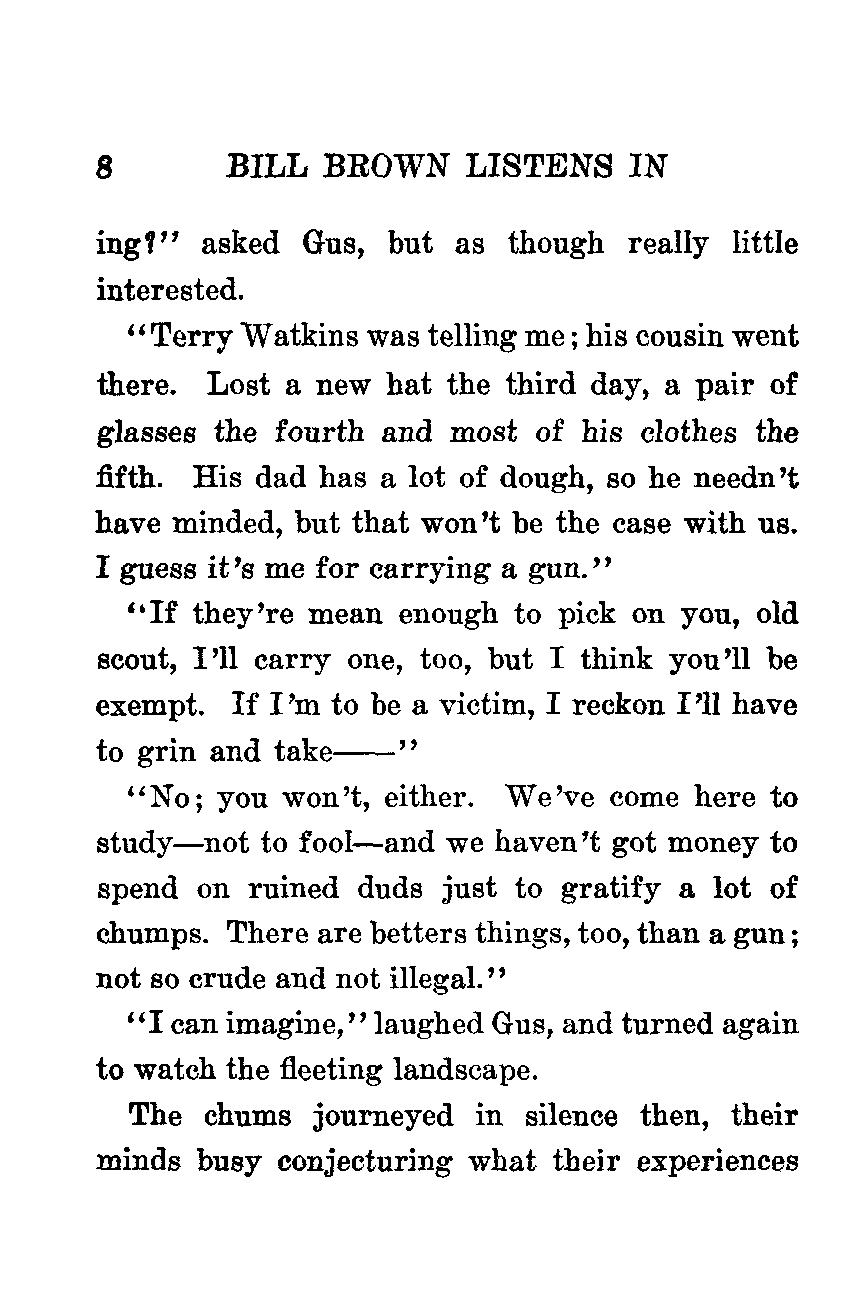 8 BILL BROWN LISTENS IN
ing?" asked Gus, but as though really little
interested.
"Terry Watkins was telling me; his cousin went
there. Lost a new hat the third day, a pair of
glasses the fourth and most of his clothes the
fifth. His dad has a lot of dough, so he needn't
have minded, but that won't be the case with us.
I guess it's me for carrying a gun."
"If they're mean enough to pick on you, old
scout, I'll carry one, too, but I think you'll be
exempt. If I'm to be a victim, I reckon I'll have
to grin and take——"
"No; you won't, either. We've come here to
study—not to fool—and we haven't got money to
spend on ruined duds just to gratify a lot of
chumps. There are betters things, too, than a gun;
not so crude and not illegal."
"I can imagine," laughed Gus, and turned again
to watch the fleeting landscape.
The chums journeyed in silence then, their
minds busy conjecturing what their experiences